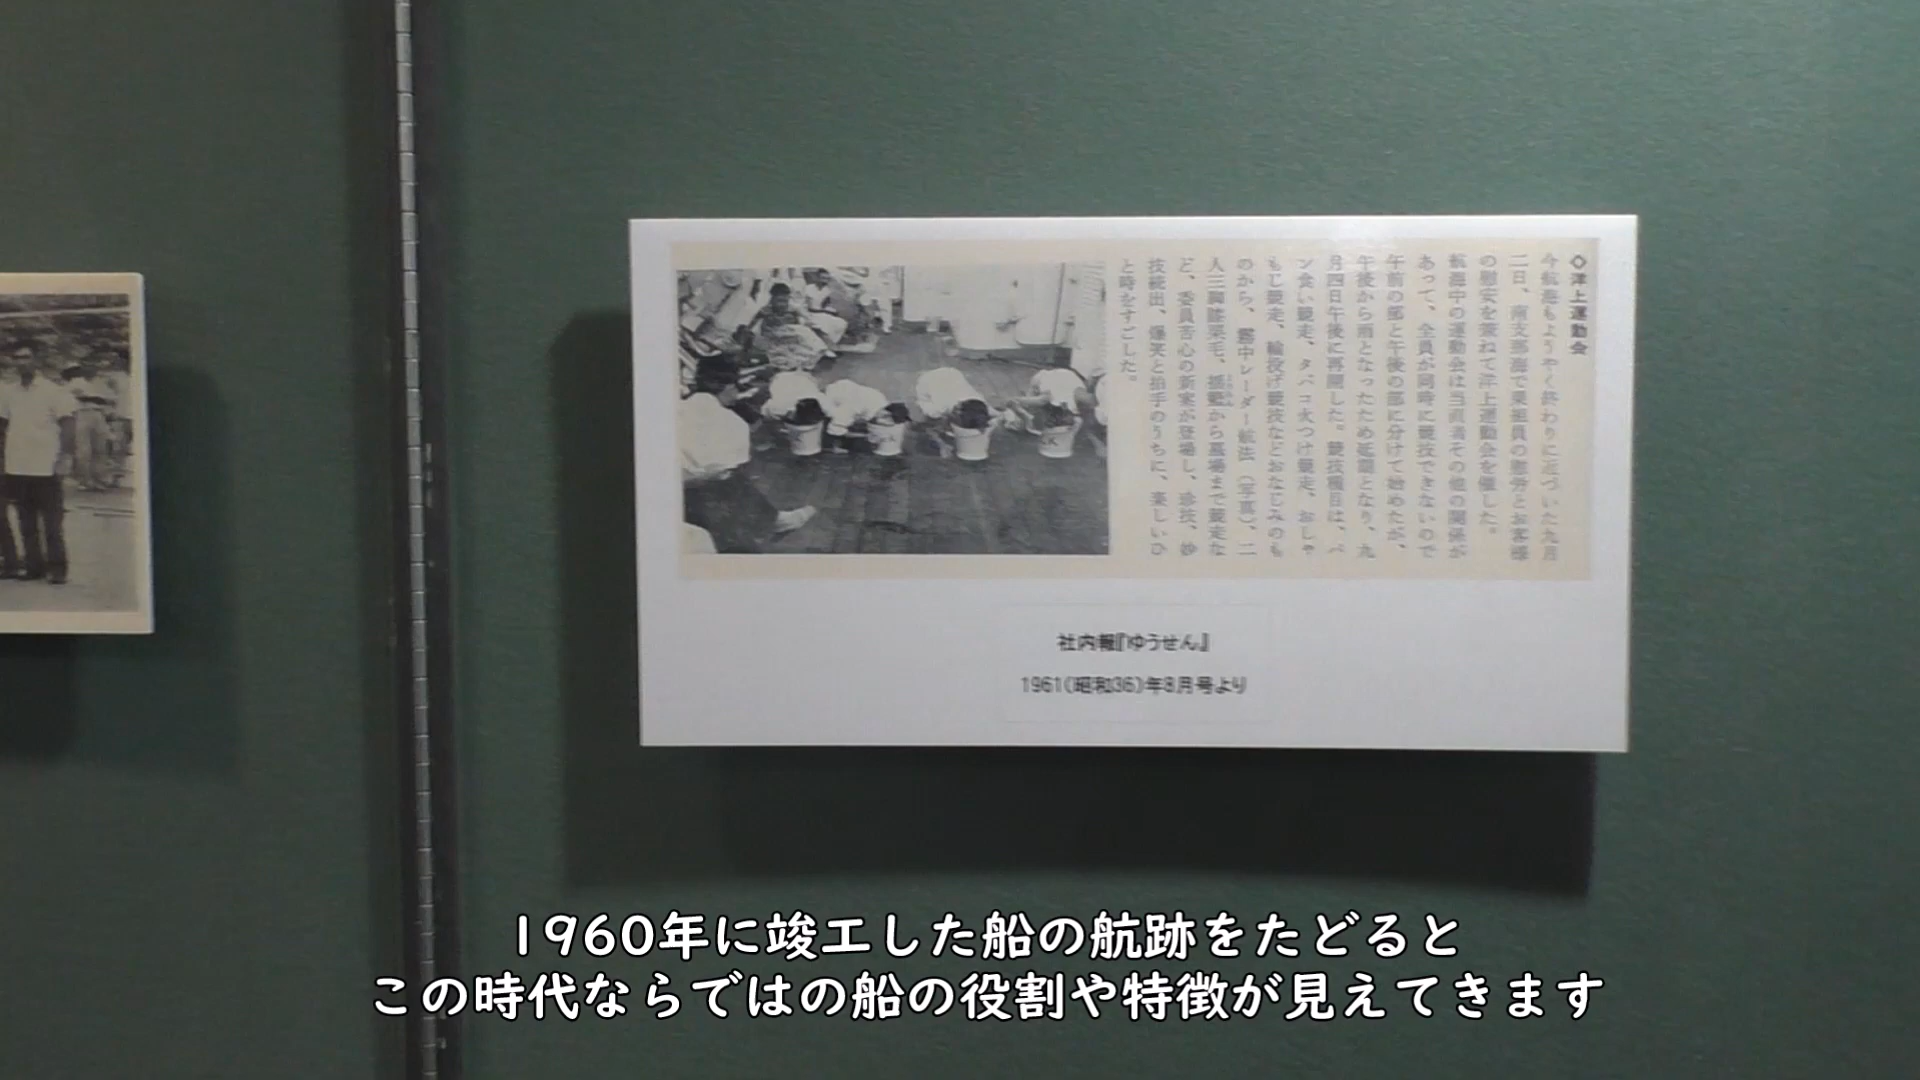 ◇洋上運動会
今航海もようやく終わりに近づいた九月
二日、南支那海で乗組員の慰労とお客様
の慰安を兼ねて洋上運動会を催した。
航海中の運動会は当直者その他の関係が
あって、全員が同時に競技できないので
午前の部と午後の部に分けて始めたが、
午後から雨となったため延期となり、九
月四日午後に再開した。競技種目は、パ
ン食い競走、タバコ火つけ競走、おしゃ
もじ競走、輪投げ競技などおなじみのも
のから、霧中レーダー航法(写真)、二
人三脚膝栗毛、揺籃から墓場まで競走な
ど、委員苦心の新案が登場し、珍技、妙
技続出、爆笑と拍手のうちに、楽しいひ
と時をすごした。
社内報『ゆうせん』
1961(昭和36)年8月号より
1960年に竣工した船の航跡をたどると
この時代ならではの船の役割や特徴が見えてきます